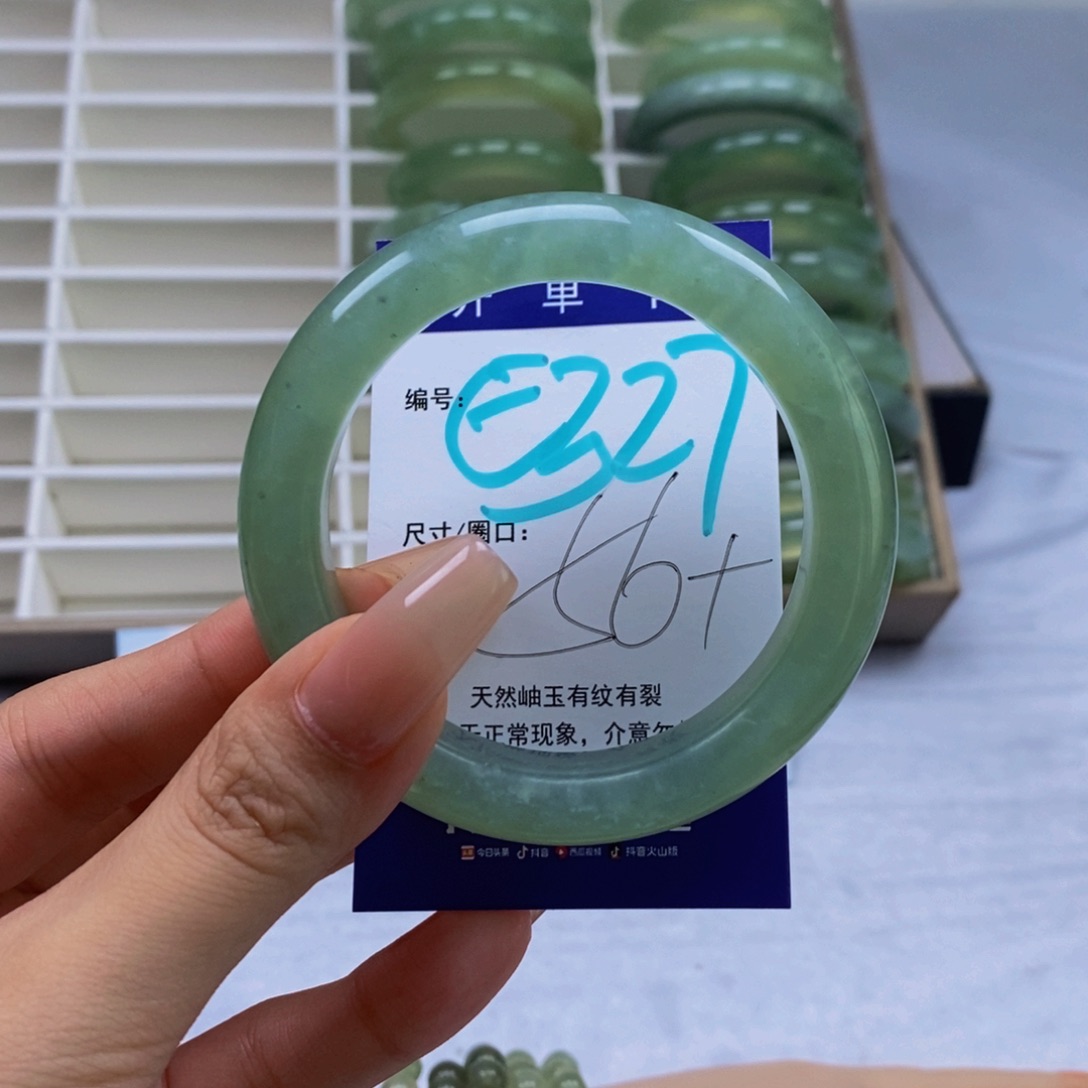 单
编号: E327
尺寸/圈口:
56+
天然岫玉有纹有裂
正常现象，介意勿
今日头条 抖音 西瓜视频 抖音火山版